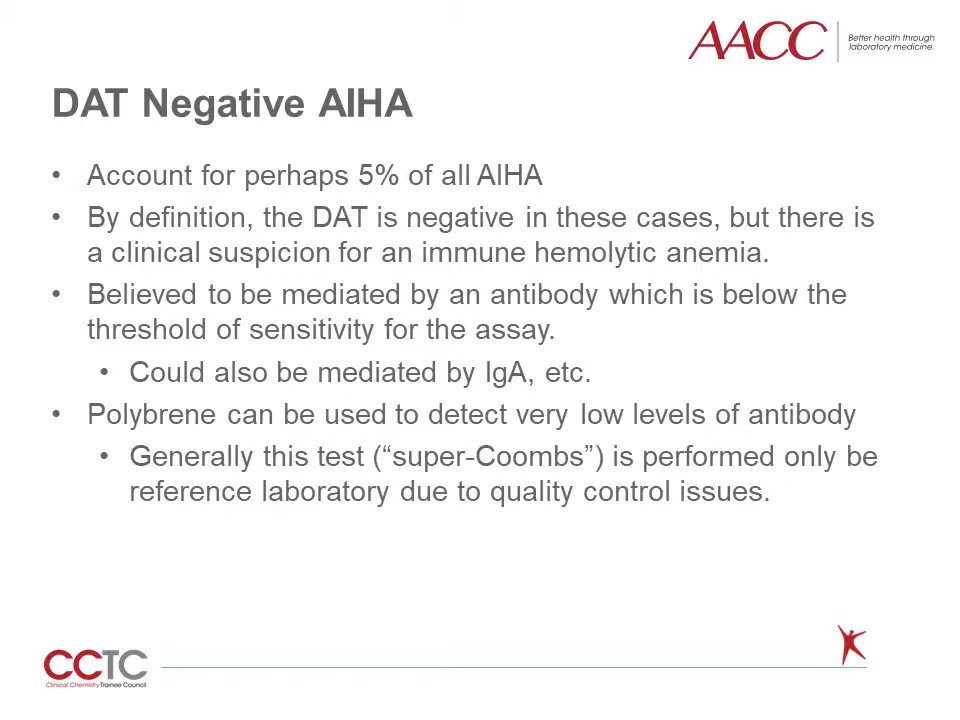 AACC
Better health through
laboratory medicine.
DAT Negative AIHA
• Account for perhaps 5% of all AIHA
• By definition, the DAT is negative in these cases, but there is
a clinical suspicion for an immune hemolytic anemia.
• Believed to be mediated by an antibody which is below the
threshold of sensitivity for the assay.
• Could also be mediated by IgA, etc.
• Polybrene can be used to detect very low levels of antibody
• Generally this test (“super-Coombs”) is performed only be
reference laboratory due to quality control issues.
CCTC
Clinical Chemistry Trainee Council